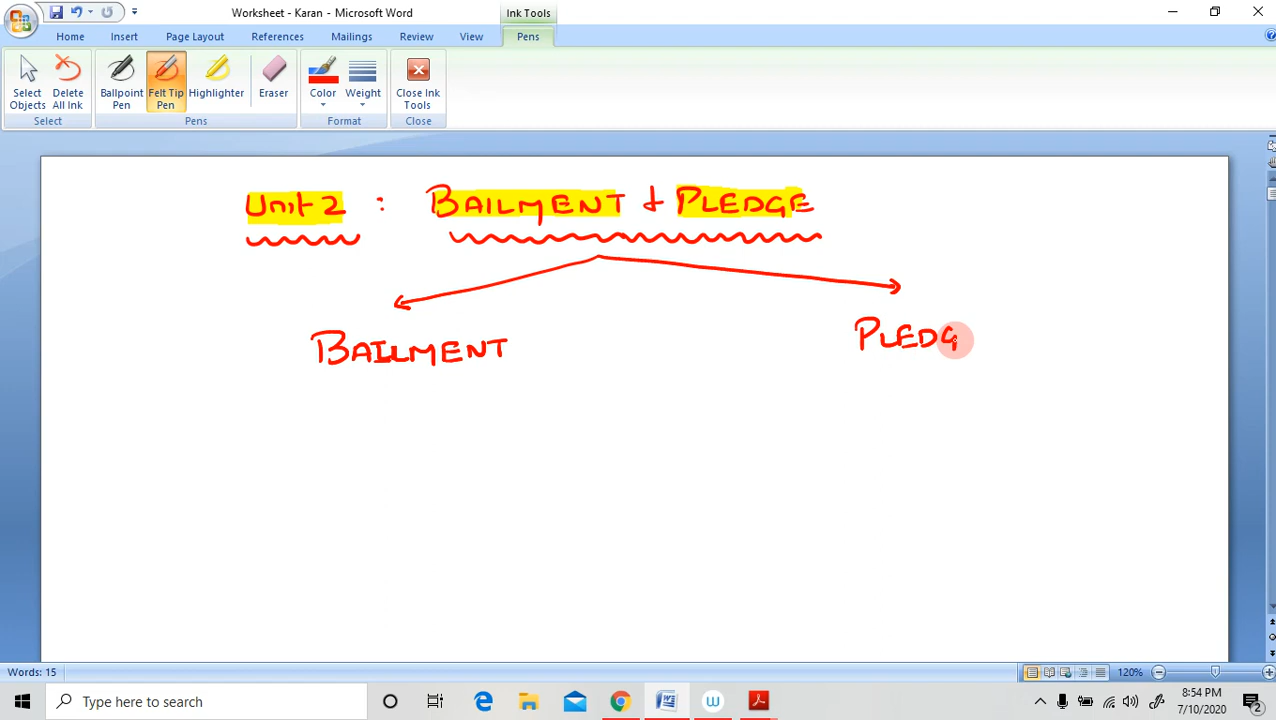 Worksheet - Karan - Microsoft Word
Ink Tools
Home Insert Page Layout References Mailings Review View Pens
Select Objects
Delete All Ink
Ballpoint Pen
Felt Tip Pen
Highlighter
Eraser
Color
Weight
Close Ink Tools
Select Pens Format Close
Unit 2 : BAILMENT & PLEDGE
BAILMENT PLEDG
Words: 15
120%
Type here to search
8:54 PM
7/10/2020
2